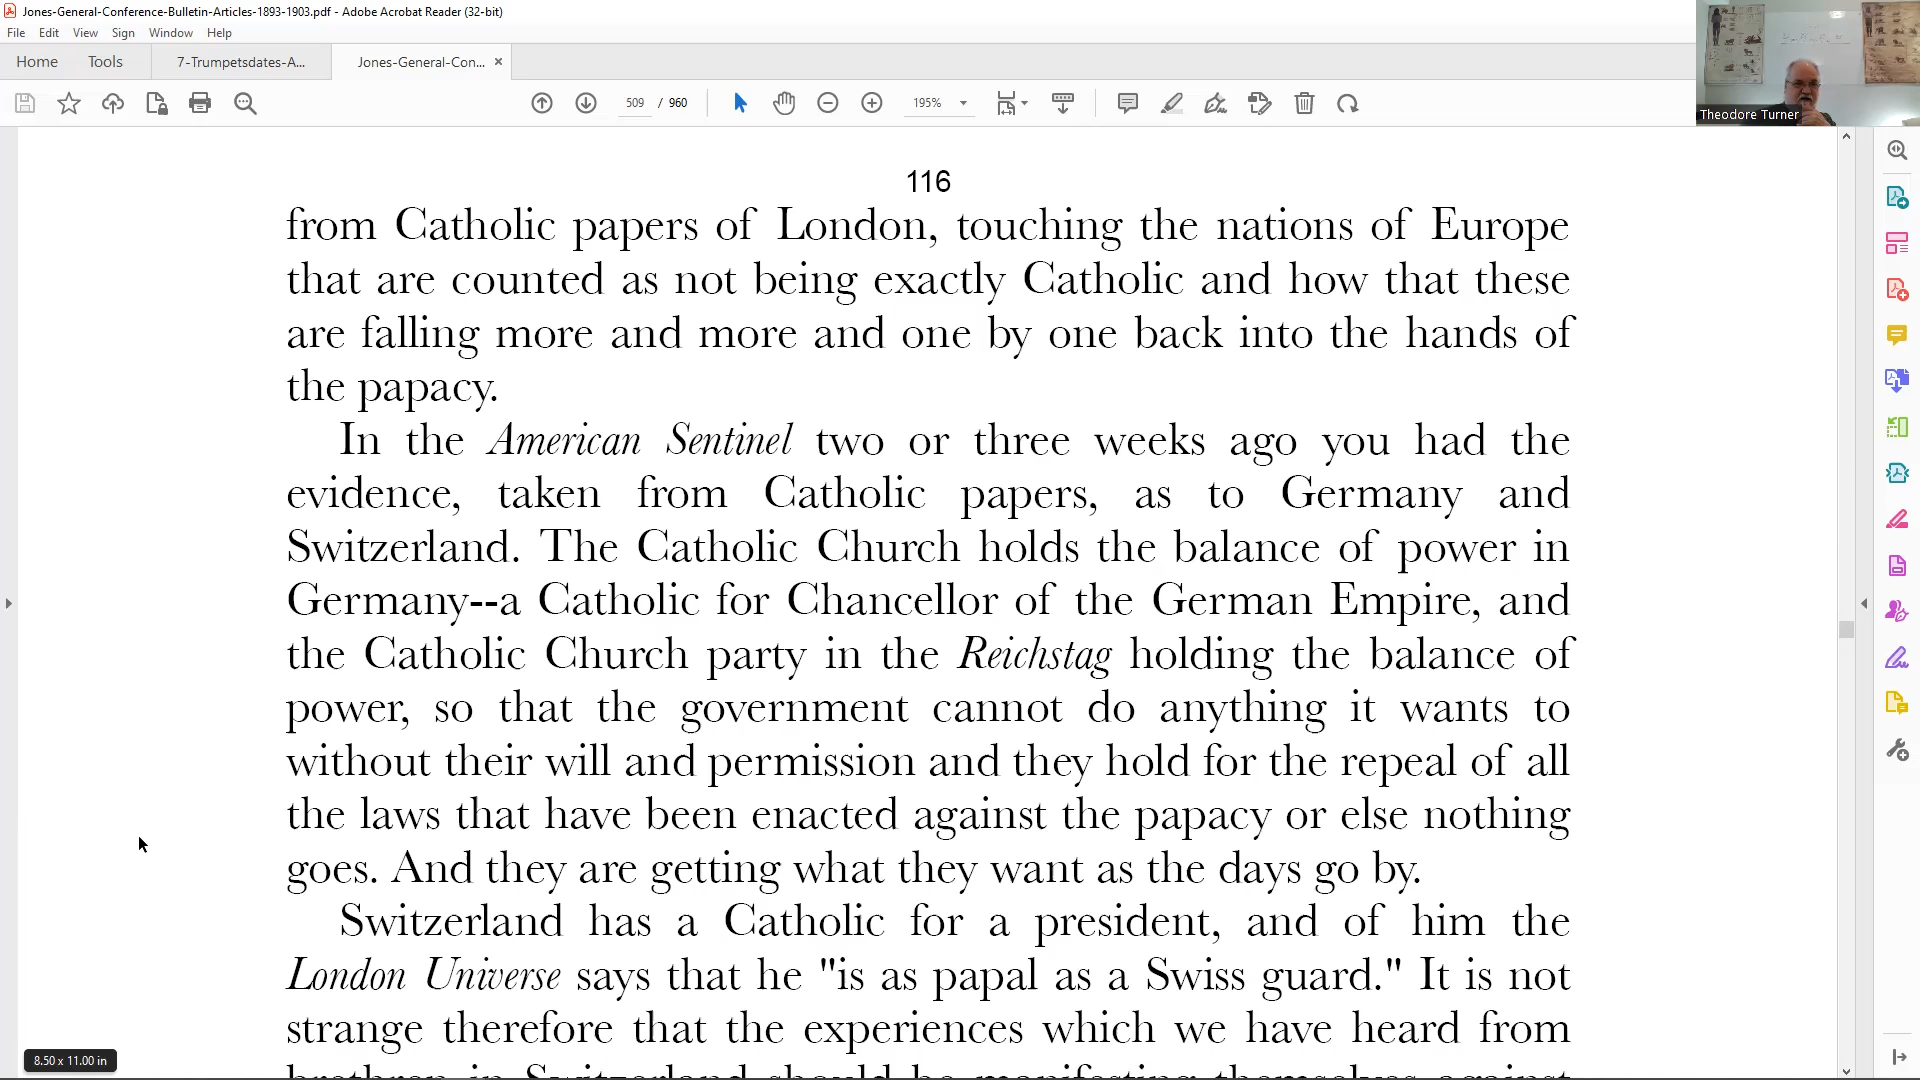 Jones-General-Conference-Bulletin-Articles-1893-1903.pdf - Adobe Acrobat Reader (32-bit)
File Edit View Sign Window Help
Home Tools 7-Trumpetsdates-A... Jones-General-Con... ×
509 / 960 195%
Theodore Turner
116
from Catholic papers of London, touching the nations of Europe
that are counted as not being exactly Catholic and how that these
are falling more and more and one by one back into the hands of
the papacy.
In the American Sentinel two or three weeks ago you had the
evidence, taken from Catholic papers, as to Germany and
Switzerland. The Catholic Church holds the balance of power in
Germany--a Catholic for Chancellor of the German Empire, and
the Catholic Church party in the Reichstag holding the balance of
power, so that the government cannot do anything it wants to
without their will and permission and they hold for the repeal of all
the laws that have been enacted against the papacy or else nothing
goes. And they are getting what they want as the days go by.
Switzerland has a Catholic for a president, and of him the
London Universe says that he "is as papal as a Swiss guard." It is not
strange therefore that the experiences which we have heard from
brethren in Switzerland should be manifesting themselves against
8.50 x 11.00 in